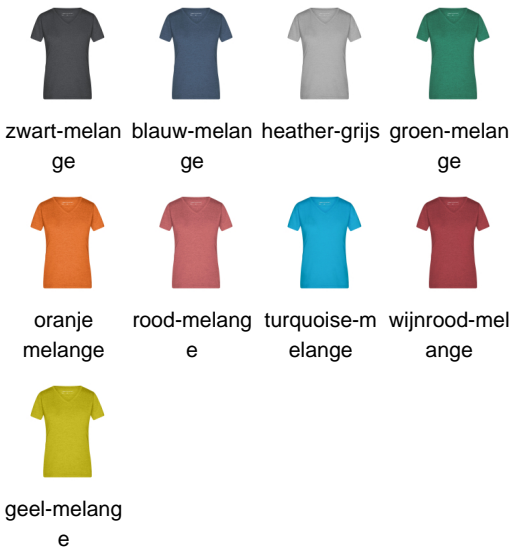 zwart-melan blauw-melan heather-grijs groen-melan
ge ge ge
oranje rood-melang turquoise-m wijnrood-mel
melange e elange ange
geel-melang
e